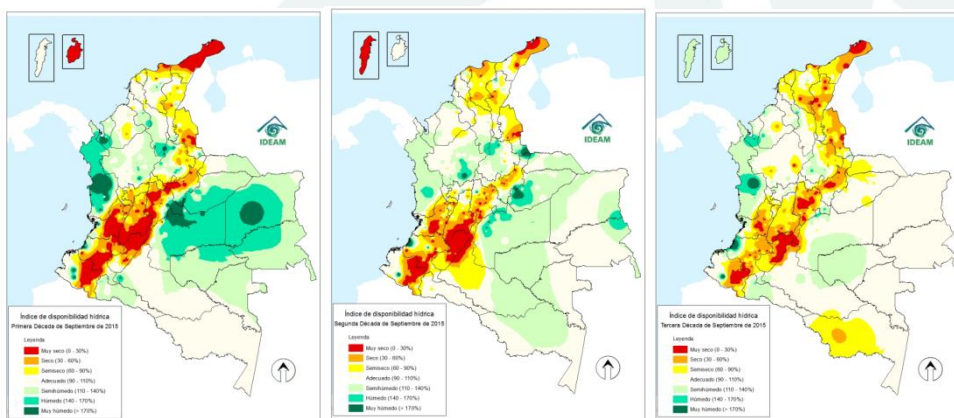 IDEAM
Índice de disponibilidad hídrica
Primera Década de Septiembre de 2015
Leyenda
Muy seco (0 - 30%)
Seco (30 - 60%)
Semiseco (60 - 90%)
Adecuado (90 - 110%)
Semihúmedo (110 - 140%)
Húmedo (140 - 170%)
Muy húmedo (> 170%)
IDEAM
Índice de disponibilidad hídrica
Segunda Década de Septiembre de 2015
Leyenda
Muy seco (0 - 30%)
Seco (30 - 60%)
Semiseco (60 - 90%)
Adecuado (90 - 110%)
Semihúmedo (110 - 140%)
Húmedo (140 - 170%)
Muy húmedo (> 170%)
IDEAM
Índice de disponibilidad hídrica
Tercera Década de Septiembre de 2015
Leyenda
Muy seco (0 - 30%)
Seco (30 - 60%)
Semiseco (60 - 90%)
Adecuado (90 - 110%)
Semihúmedo (110 - 140%)
Húmedo (140 - 170%)
Muy húmedo (> 170%)